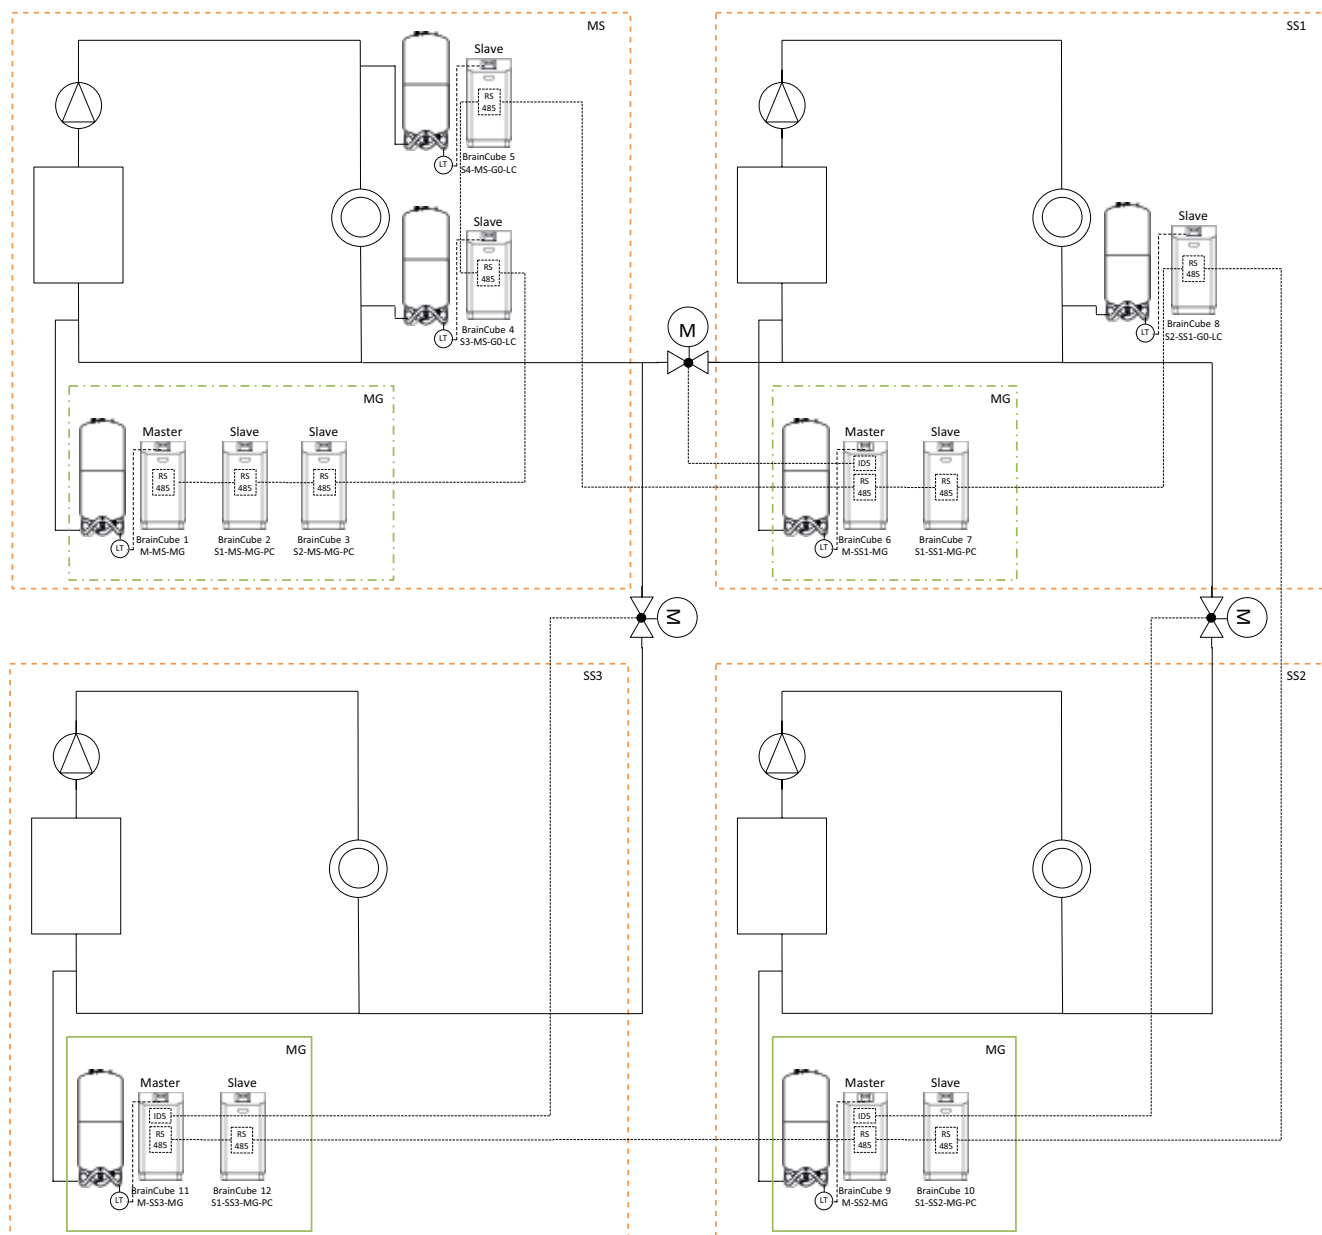 MS
Slave
RS
485
LT
BrainCube 5
S4-MS-G0-LC
Slave
RS
485
LT
BrainCube 4
S3-MS-G0-LC
MG
Master
Slave
Slave
RS
485
RS
485
RS
485
LT
BrainCube 1
M-MS-MG
BrainCube 2
S1-MS-MG-PC
BrainCube 3
S2-MS-MG-PC
M
SS1
Slave
RS
485
LT
BrainCube 8
S2-SS1-G0-LC
MG
Master
Slave
ID5
RS
485
RS
485
LT
BrainCube 6
M-SS1-MG
BrainCube 7
S1-SS1-MG-PC
M
M
SS3
MG
Master
Slave
ID5
RS
485
RS
485
LT
BrainCube 11
M-SS3-MG
BrainCube 12
S1-SS3-MG-PC
SS2
MG
Master
Slave
ID5
RS
485
RS
485
LT
BrainCube 9
M-SS2-MG
BrainCube 10
S1-SS2-MG-PC